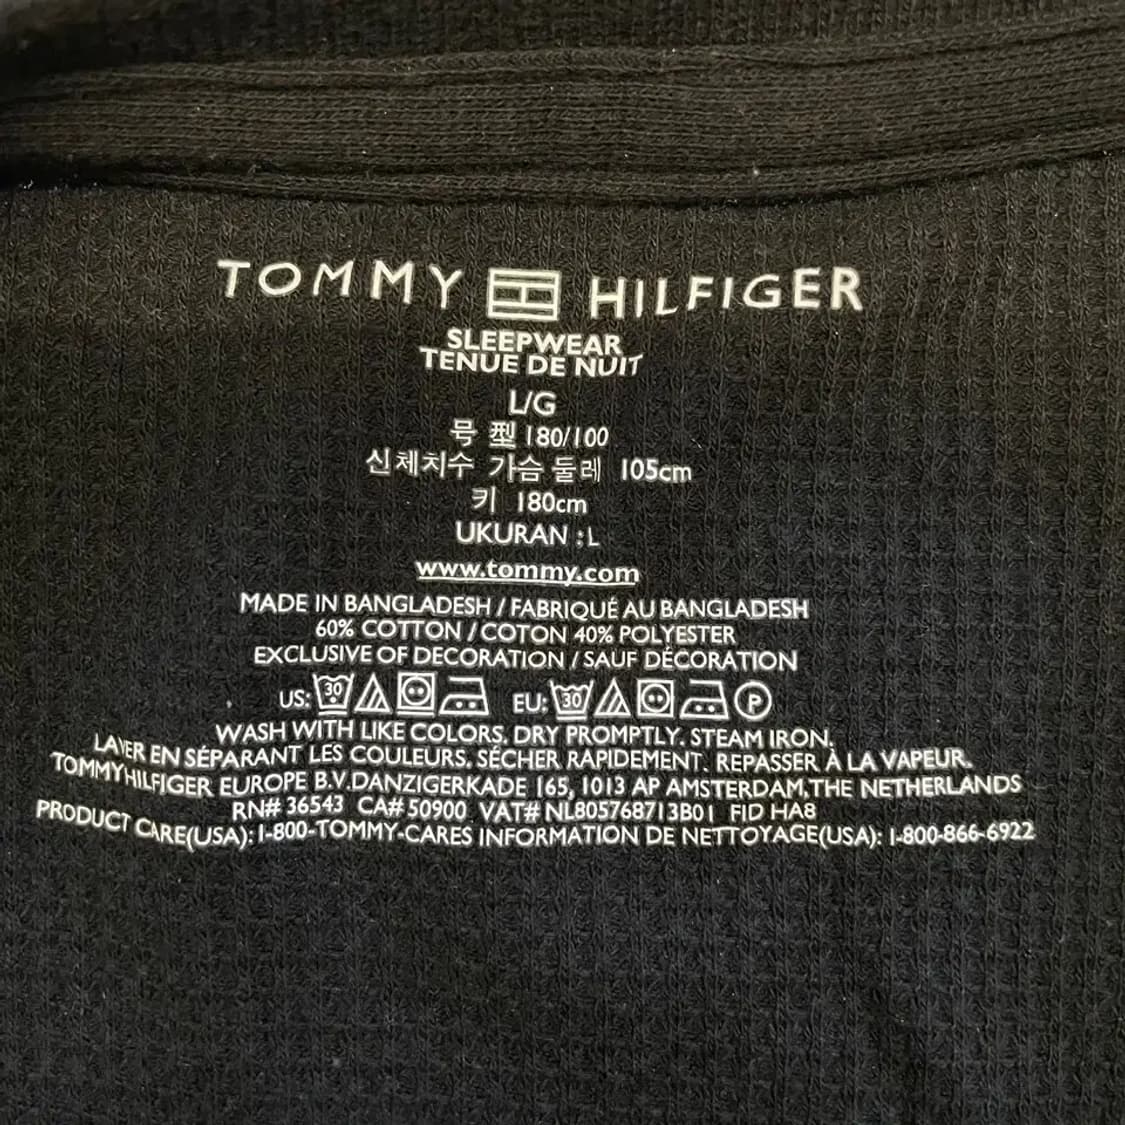 TOMMY HILFIGER
SLEEPWEAR
TENUE DE NUIT
L/G
号 型 180/100
신체치수 가슴 둘레 105cm
키 180cm
UKURAN : L
www.tommy.com
MADE IN BANGLADESH / FABRIQUÉ AU BANGLADESH
60% COTTON / COTON 40% POLYESTER
EXCLUSIVE OF DECORATION / SAUF DÉCORATION
US: 30 EU: 30 P
WASH WITH LIKE COLORS. DRY PROMPTLY. STEAM IRON.
LAVER EN SÉPARANT LES COULEURS. SÉCHER RAPIDEMENT. REPASSER À LA VAPEUR.
TOMMYHILFIGER EUROPE B.V.DANZIGERKADE 165, 1013 AP AMSTERDAM,THE NETHERLANDS
RN# 36543 CA# 50900 VAT# NL805768713B01 FID HA8
PRODUCT CARE(USA): 1-800-TOMMY-CARES INFORMATION DE NETTOYAGE(USA): 1-800-866-6922